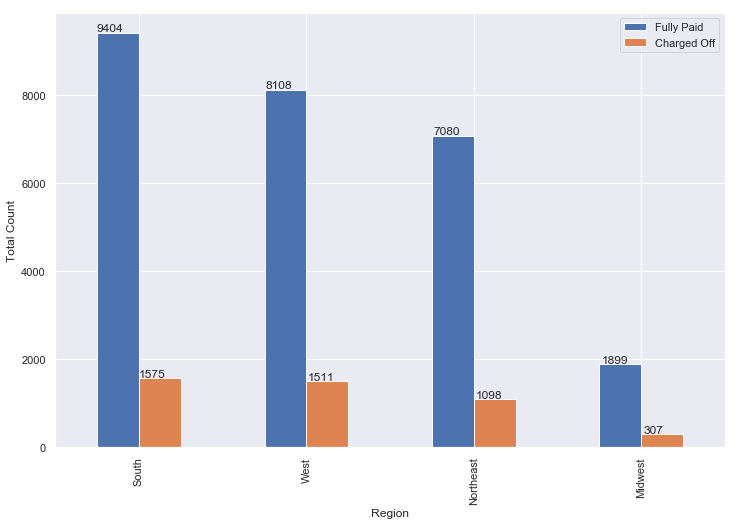 Fully Paid
Charged Off
9404
8108
7080
1899
1575
1511
1098
307
8000
6000
4000
2000
0
Total Count
South
West
Northeast
Midwest
Region